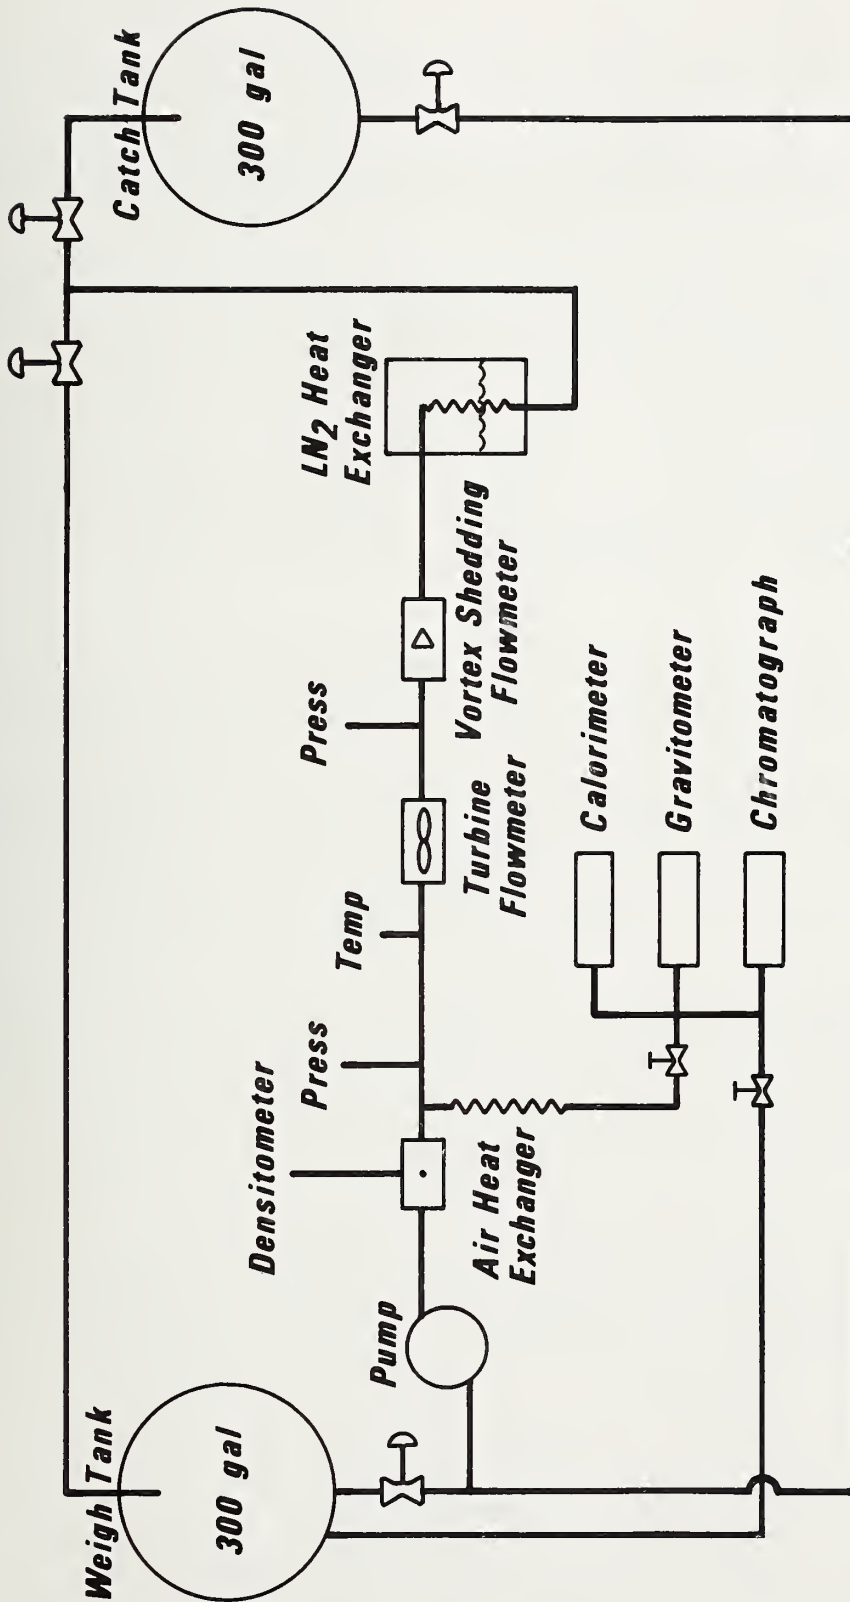 Weigh Tank
300 gal
Catch Tank
300 gal
Pump
Densitometer
Press
Temp
Press
LN2 Heat
Exchanger
Air Heat
Exchanger
Turbine
Flowmeter
Vortex Shedding
Flowmeter
Calorimeter
Gravitometer
Chromatograph